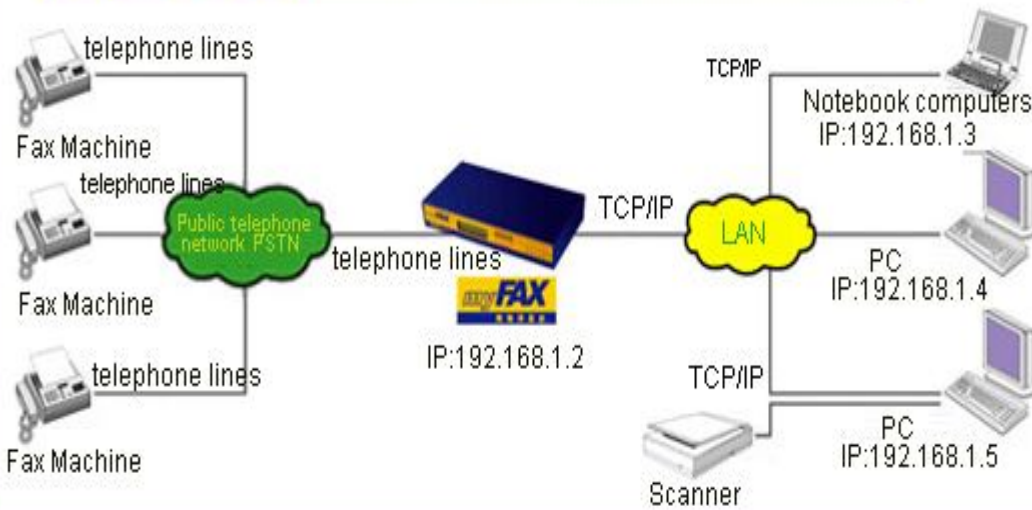 telephone lines
Fax Machine
telephone lines
Fax Machine
telephone lines
Fax Machine
Public telephone
network PSTN
telephone lines
myFAX
IP:192.168.1.2
TCP/IP
LAN
TCP/IP
Notebook computers
IP:192.168.1.3
PC
IP:192.168.1.4
TCP/IP
PC
IP:192.168.1.5
Scanner